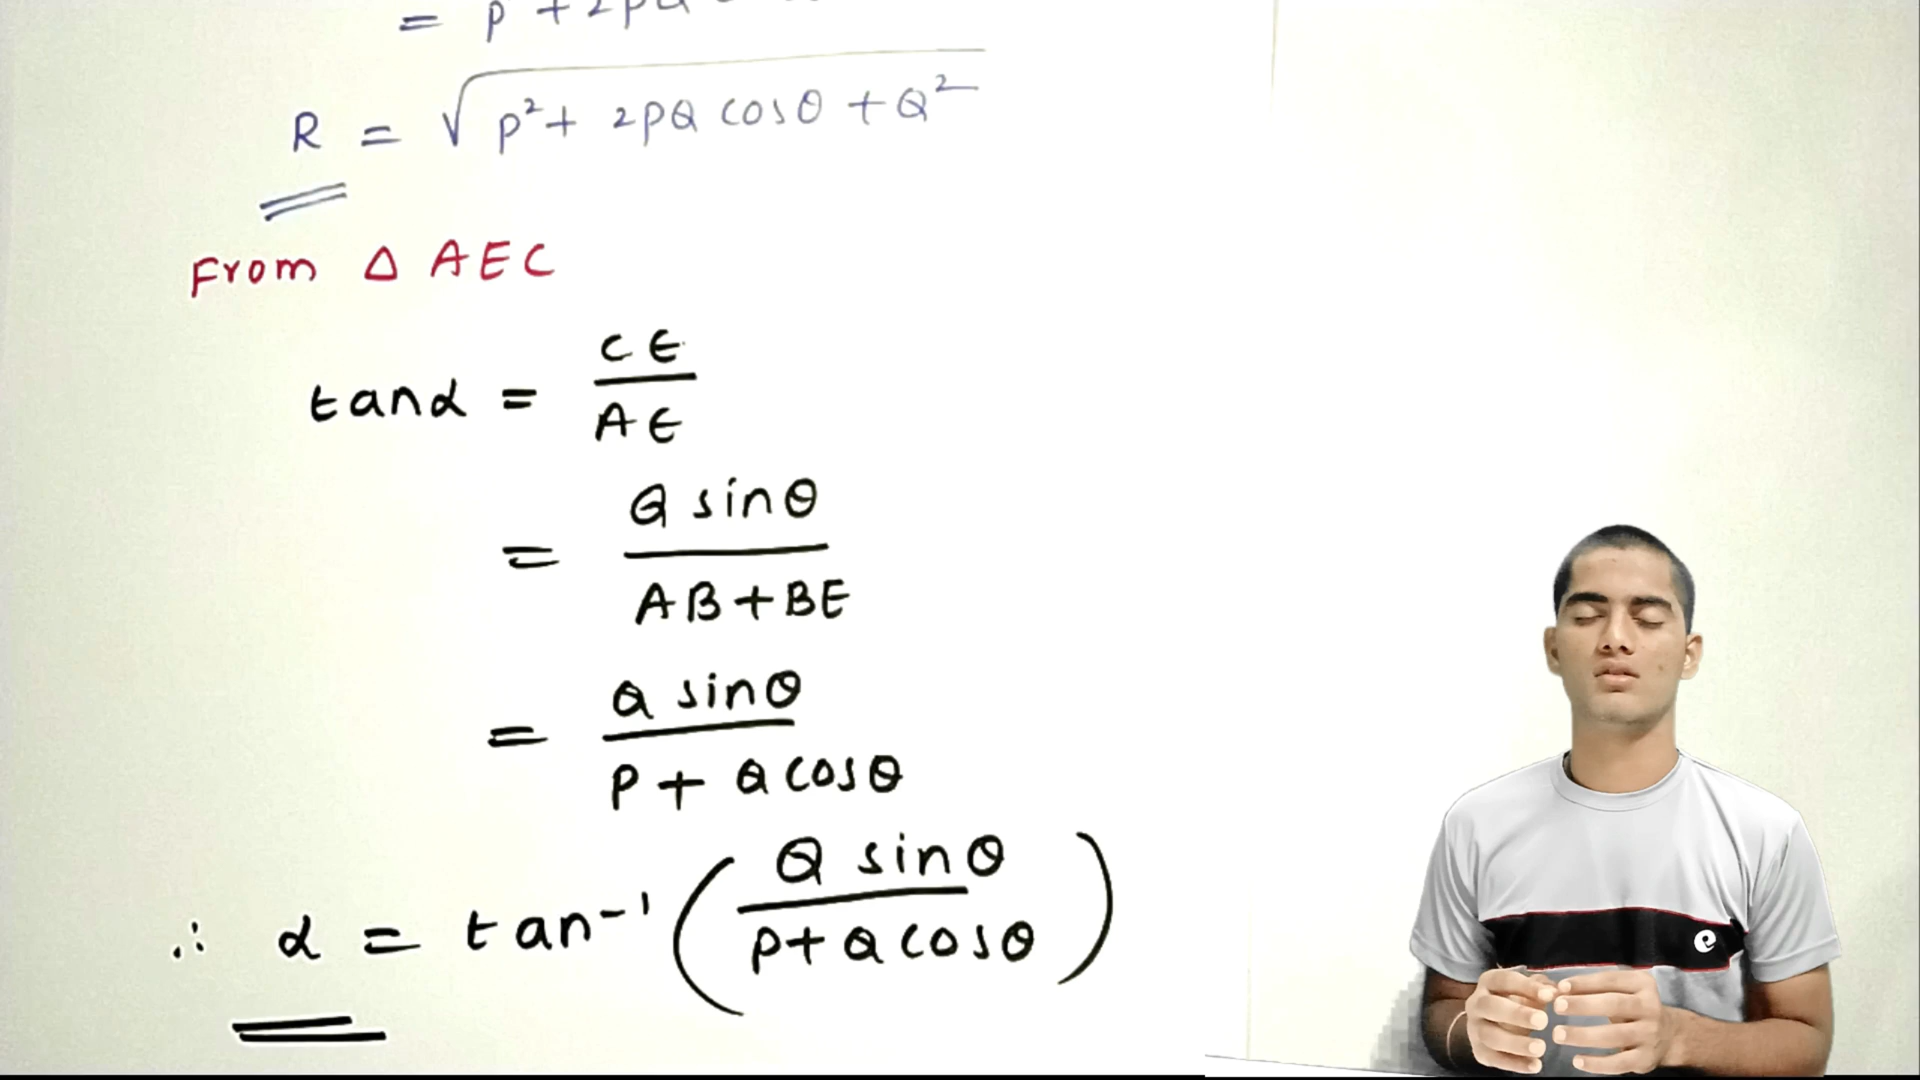 R = √P² + 2PQ cosθ + Q²
From Δ AEC
tanα = CE / AE
= Q sinθ / AB + BE
= Q sinθ / P + Q cosθ
∴ α = tan⁻¹ (Q sinθ / P + Q cosθ)
e